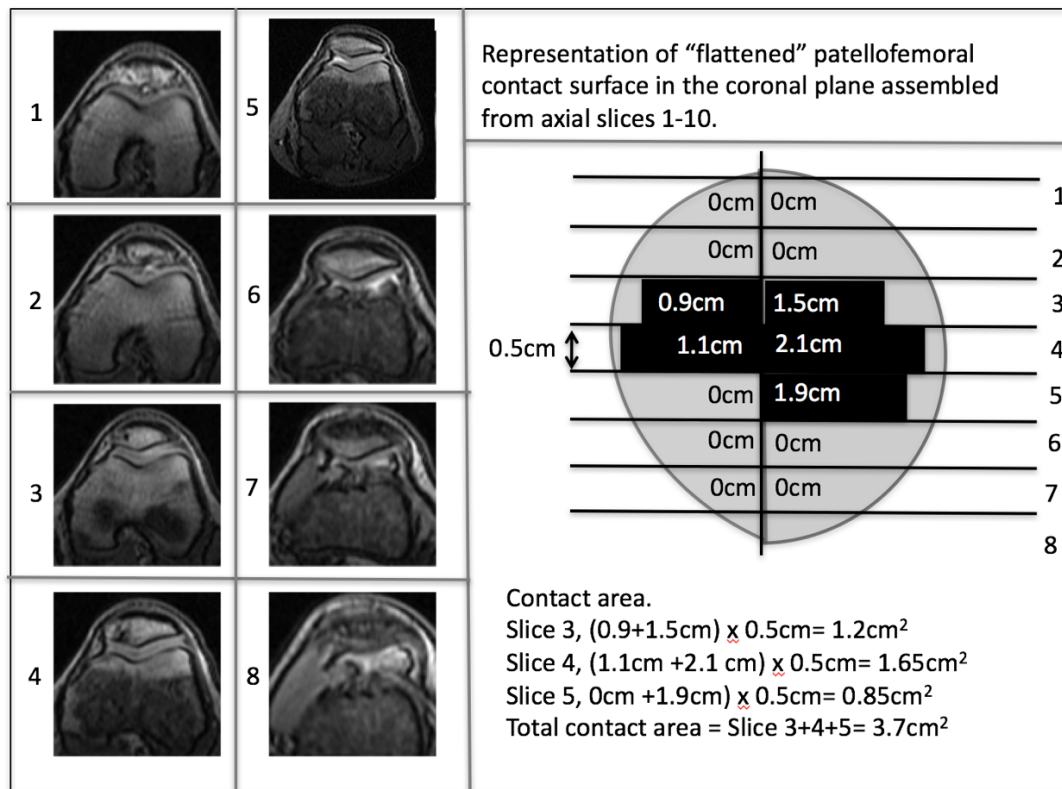 1
5
2
6
3
7
4
8
Representation of “flattened” patellofemoral
contact surface in the coronal plane assembled
from axial slices 1-10.
0cm 0cm 1
0cm 0cm 2
0.9cm 1.5cm 3
0.5cm 1.1cm 2.1cm 4
0cm 1.9cm 5
0cm 0cm 6
0cm 0cm 7
8
Contact area.
Slice 3, (0.9+1.5cm) x 0.5cm= 1.2cm²
Slice 4, (1.1cm +2.1 cm) x 0.5cm= 1.65cm²
Slice 5, 0cm +1.9cm) x 0.5cm= 0.85cm²
Total contact area = Slice 3+4+5= 3.7cm²